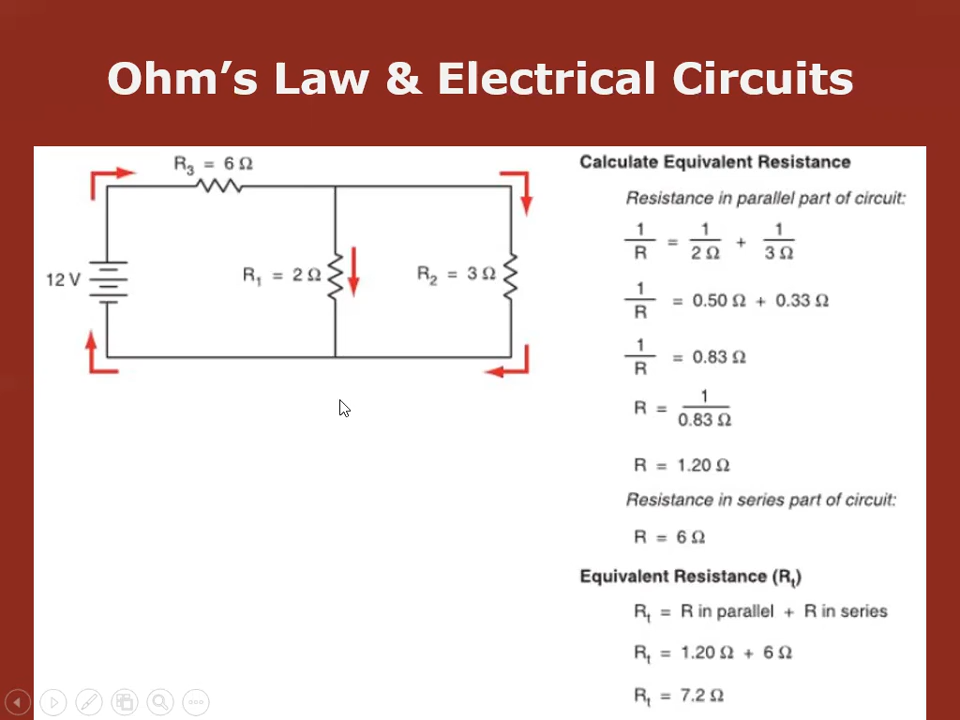 Ohm's Law & Electrical Circuits
R₃ = 6 Ω
12 V
R₁ = 2 Ω
R₂ = 3 Ω
Calculate Equivalent Resistance
Resistance in parallel part of circuit:
1/R = 1/2 Ω + 1/3 Ω
1/R = 0.50 Ω + 0.33 Ω
1/R = 0.83 Ω
R = 1/0.83 Ω
R = 1.20 Ω
Resistance in series part of circuit:
R = 6 Ω
Equivalent Resistance (Rₜ)
Rₜ = R in parallel + R in series
Rₜ = 1.20 Ω + 6 Ω
Rₜ = 7.2 Ω